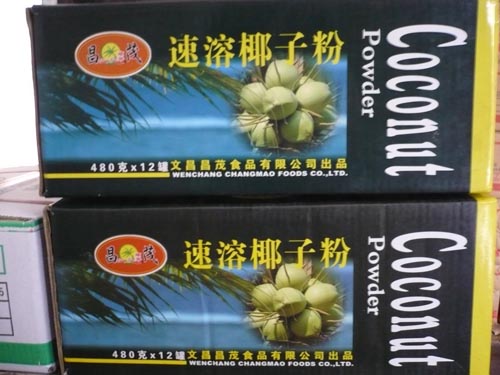 昌茂
速溶椰子粉
480克x12罐 文昌昌茂食品有限公司出品
WENCHANG CHANGMAO FOODS CO.,LTD.
Coconut
Powder
昌茂
速溶椰子粉
480克x12罐 文昌昌茂食品有限公司出品
WENCHANG CHANGMAO FOODS CO.,LTD.
Coconut
Powder